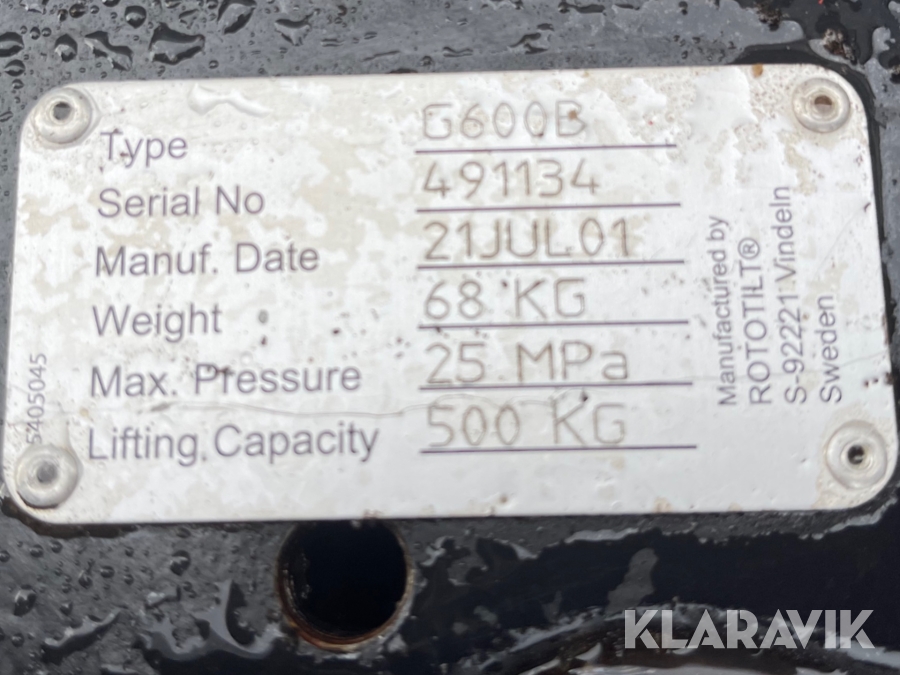 Type G600B
Serial No 491134
Manuf. Date 21JUL01
Weight 68 KG
Max. Pressure 25 MPa
Lifting Capacity 500 KG
Manufactured by
ROTOTILT®
S-92221 Vindeln
Sweden
5405045
KLARAVIK